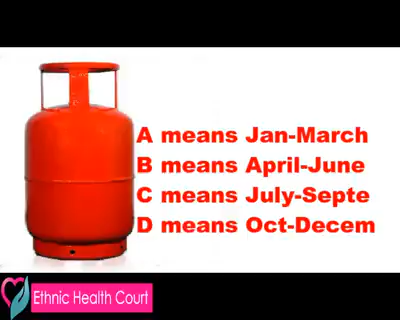 A means Jan-March
B means April-June
C means July-Septe
D means Oct-Decem
Ethnic Health Court